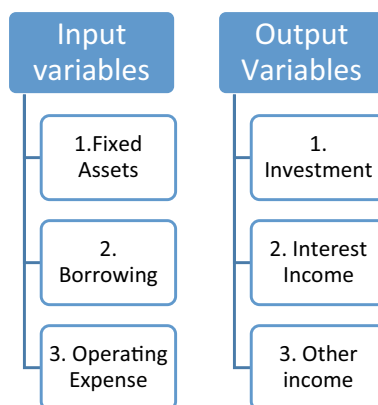 Input
variables
1.Fixed
Assets
2.
Borrowing
3. Operating
Expense
Output
Variables
1.
Investment
2. Interest
Income
3. Other
income